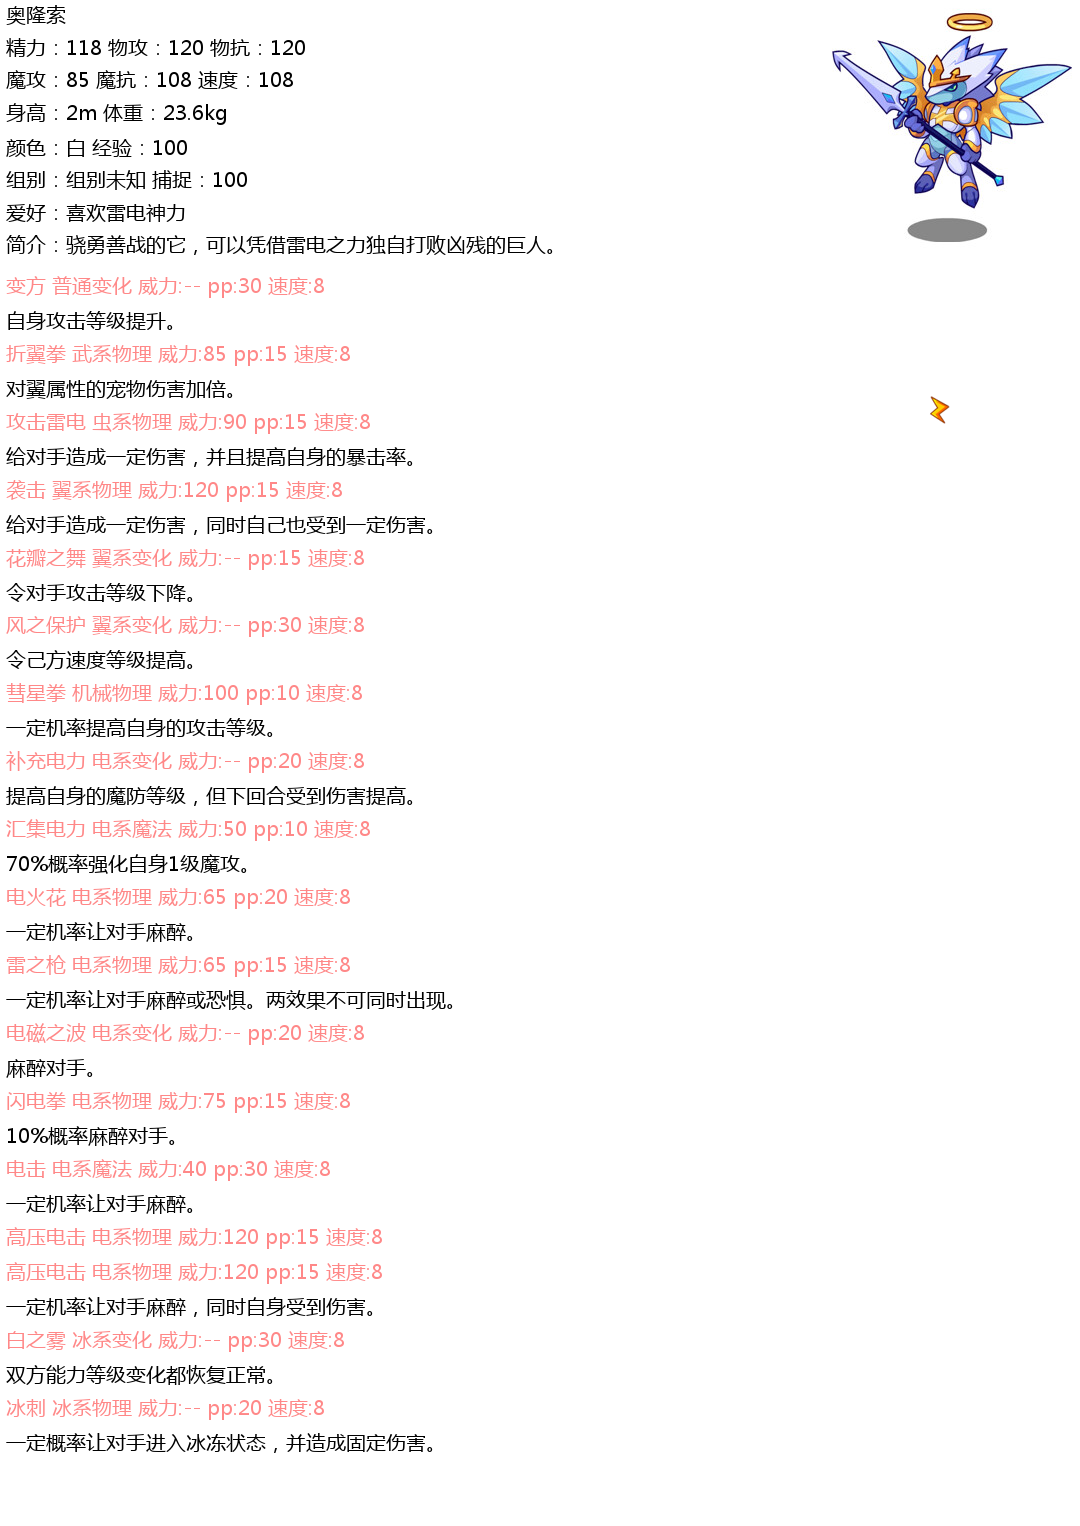 奥隆索
精力：118 物攻：120 物抗：120
魔攻：85 魔抗：108 速度：108
身高：2m 体重：23.6kg
颜色：白 经验：100
组别：组别未知 捕捉：100
爱好：喜欢雷电神力
简介：骁勇善战的它，可以凭借雷电之力独自打败凶残的巨人。
变方 普通变化 威力:-- pp:30 速度:8
自身攻击等级提升。
折翼拳 武系物理 威力:85 pp:15 速度:8
对翼属性的宠物伤害加倍。
攻击雷电 虫系物理 威力:90 pp:15 速度:8
给对手造成一定伤害，并且提高自身的暴击率。
袭击 翼系物理 威力:120 pp:15 速度:8
给对手造成一定伤害，同时自己也受到一定伤害。
花瓣之舞 翼系变化 威力:-- pp:15 速度:8
令对手攻击等级下降。
风之保护 翼系变化 威力:-- pp:30 速度:8
令己方速度等级提高。
彗星拳 机械物理 威力:100 pp:10 速度:8
一定机率提高自身的攻击等级。
补充电力 电系变化 威力:-- pp:20 速度:8
提高自身的魔防等级，但下回合受到伤害提高。
汇集电力 电系魔法 威力:50 pp:10 速度:8
70%概率强化自身1级魔攻。
电火花 电系物理 威力:65 pp:20 速度:8
一定机率让对手麻醉。
雷之枪 电系物理 威力:65 pp:15 速度:8
一定机率让对手麻醉或恐惧。两效果不可同时出现。
电磁之波 电系变化 威力:-- pp:20 速度:8
麻醉对手。
闪电拳 电系物理 威力:75 pp:15 速度:8
10%概率麻醉对手。
电击 电系魔法 威力:40 pp:30 速度:8
一定机率让对手麻醉。
高压电击 电系物理 威力:120 pp:15 速度:8
高压电击 电系物理 威力:120 pp:15 速度:8
一定机率让对手麻醉，同时自身受到伤害。
白之雾 冰系变化 威力:-- pp:30 速度:8
双方能力等级变化都恢复正常。
冰刺 冰系物理 威力:-- pp:20 速度:8
一定概率让对手进入冰冻状态，并造成固定伤害。